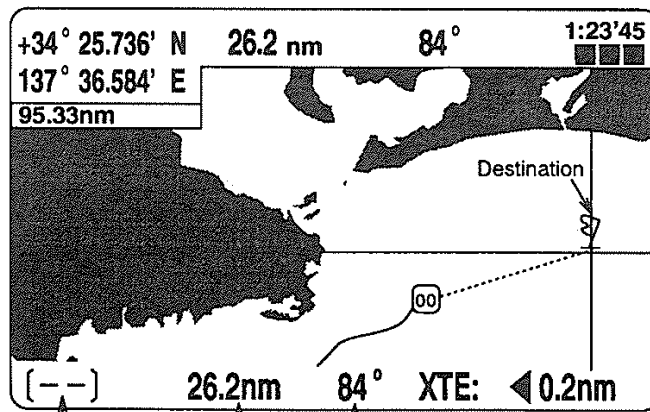 +34° 25.736' N 26.2 nm 84° 1:23'45
137° 36.584' E
95.33nm
Destination
00
[--] 26.2nm 84° XTE: ◀ 0.2nm